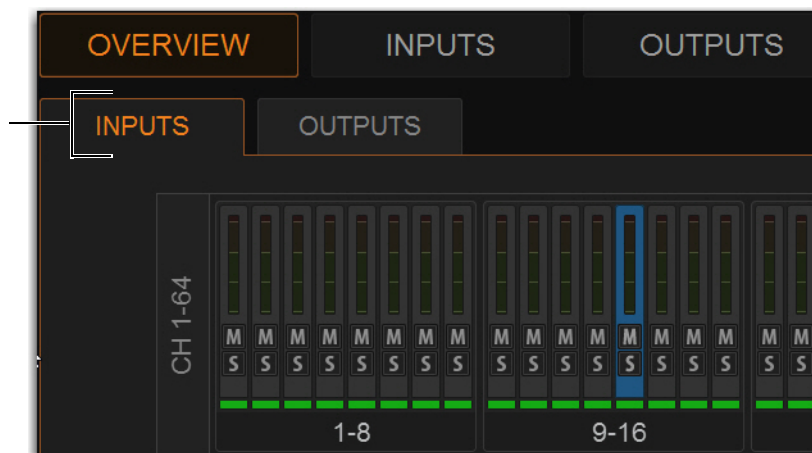 OVERVIEW INPUTS OUTPUTS
INPUTS OUTPUTS
CH 1-64
M M M M M M M M M M M M M M M M M M
S S S S S S S S S S S S S S S S S S
1-8 9-16